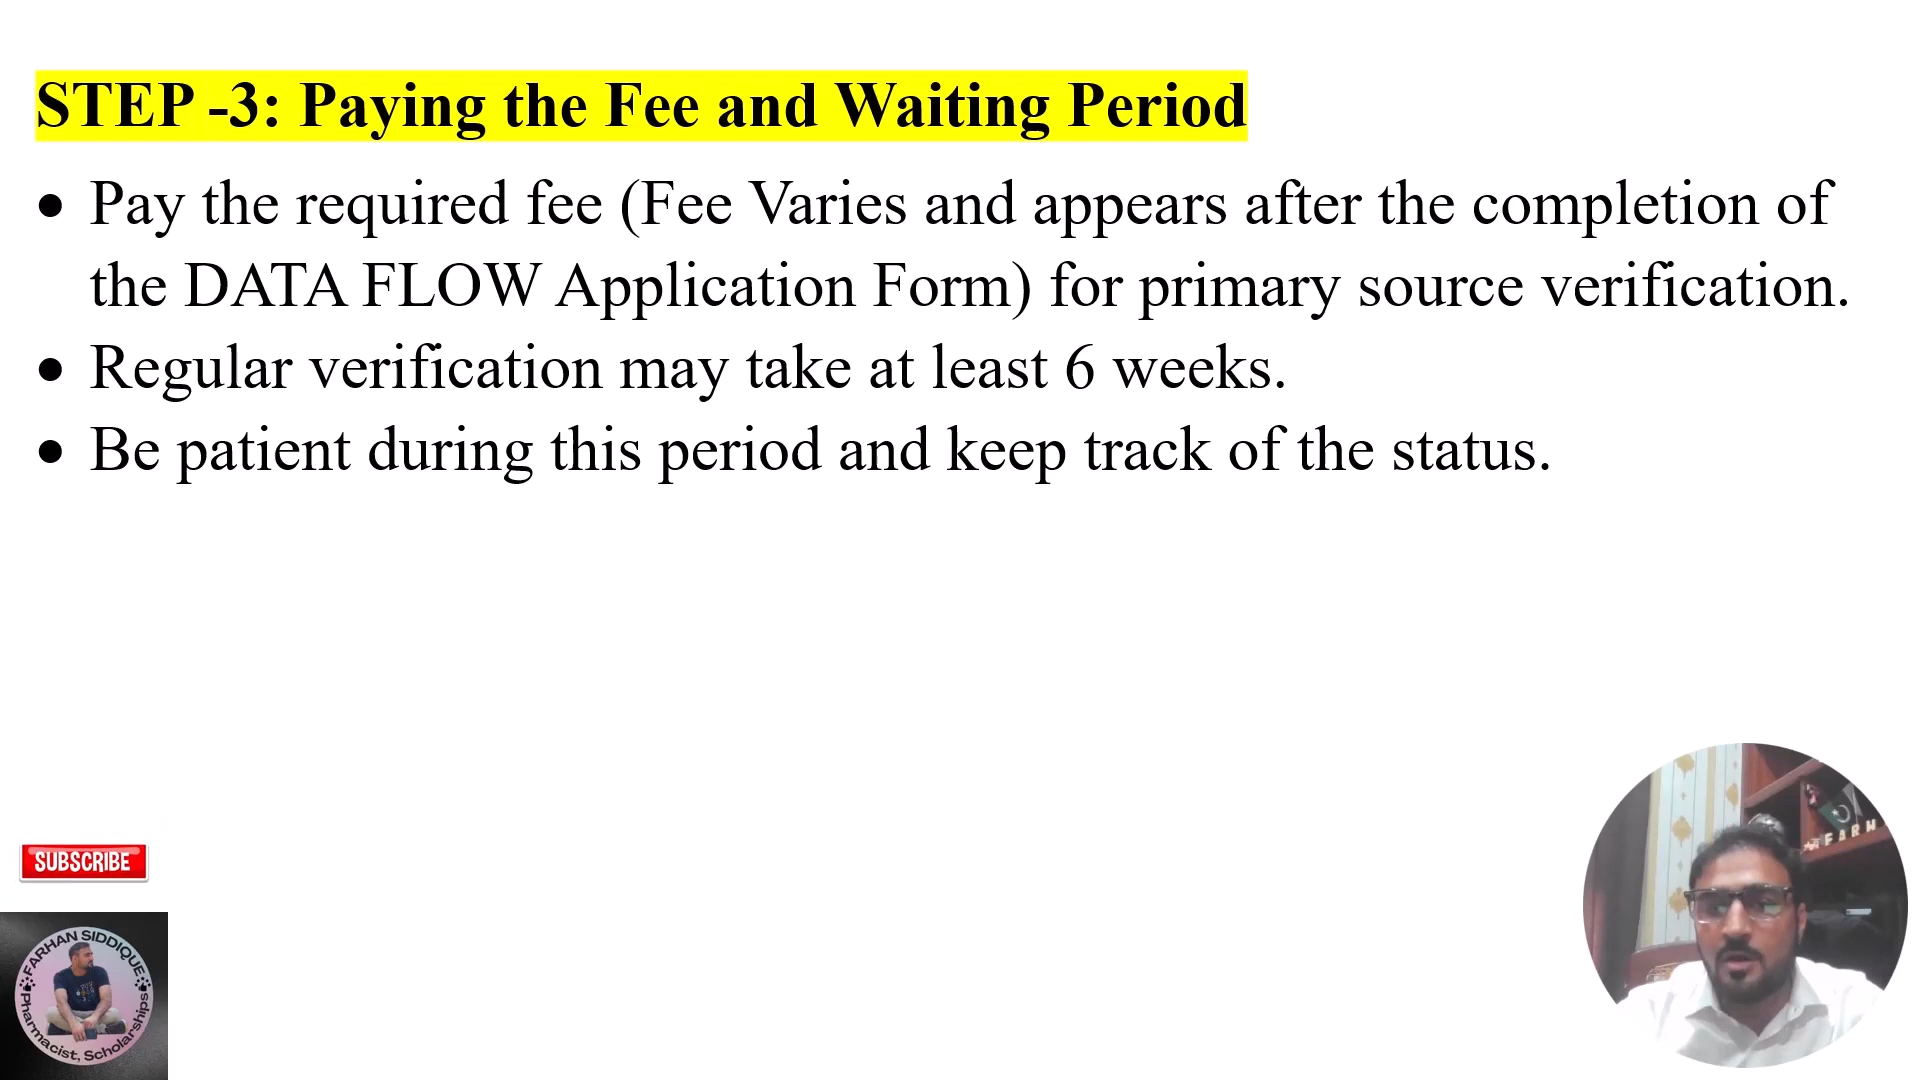 STEP -3: Paying the Fee and Waiting Period
• Pay the required fee (Fee Varies and appears after the completion of
the DATA FLOW Application Form) for primary source verification.
• Regular verification may take at least 6 weeks.
• Be patient during this period and keep track of the status.
SUBSCRIBE
FARHAN SIDDIQUE
Pharmacist, Scholarships
FARH